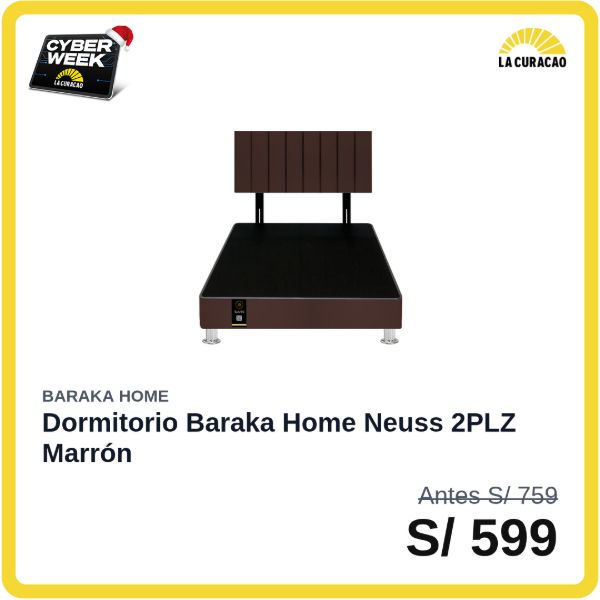 CYBER
WEEK
LA CURACAO
LA CURACAO
BARAKA HOME
Dormitorio Baraka Home Neuss 2PLZ
Marrón
Antes S/ 759
S/ 599